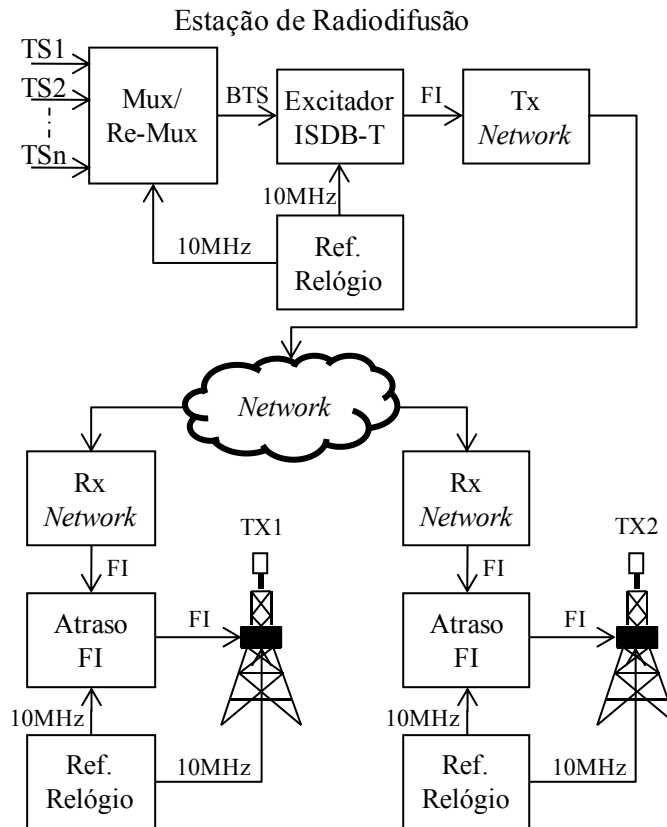 Estação de Radiodifusão
TS1
TS2
TSn
Mux/
Re-Mux
BTS
Excitador
ISDB-T
FI
Tx
Network
10MHz
10MHz
Ref.
Relógio
Network
Rx
Network
Rx
Network
FI
TX1
FI
TX2
Atraso
FI
FI
Atraso
FI
FI
10MHz
10MHz
Ref.
Relógio
10MHz
Ref.
Relógio
10MHz